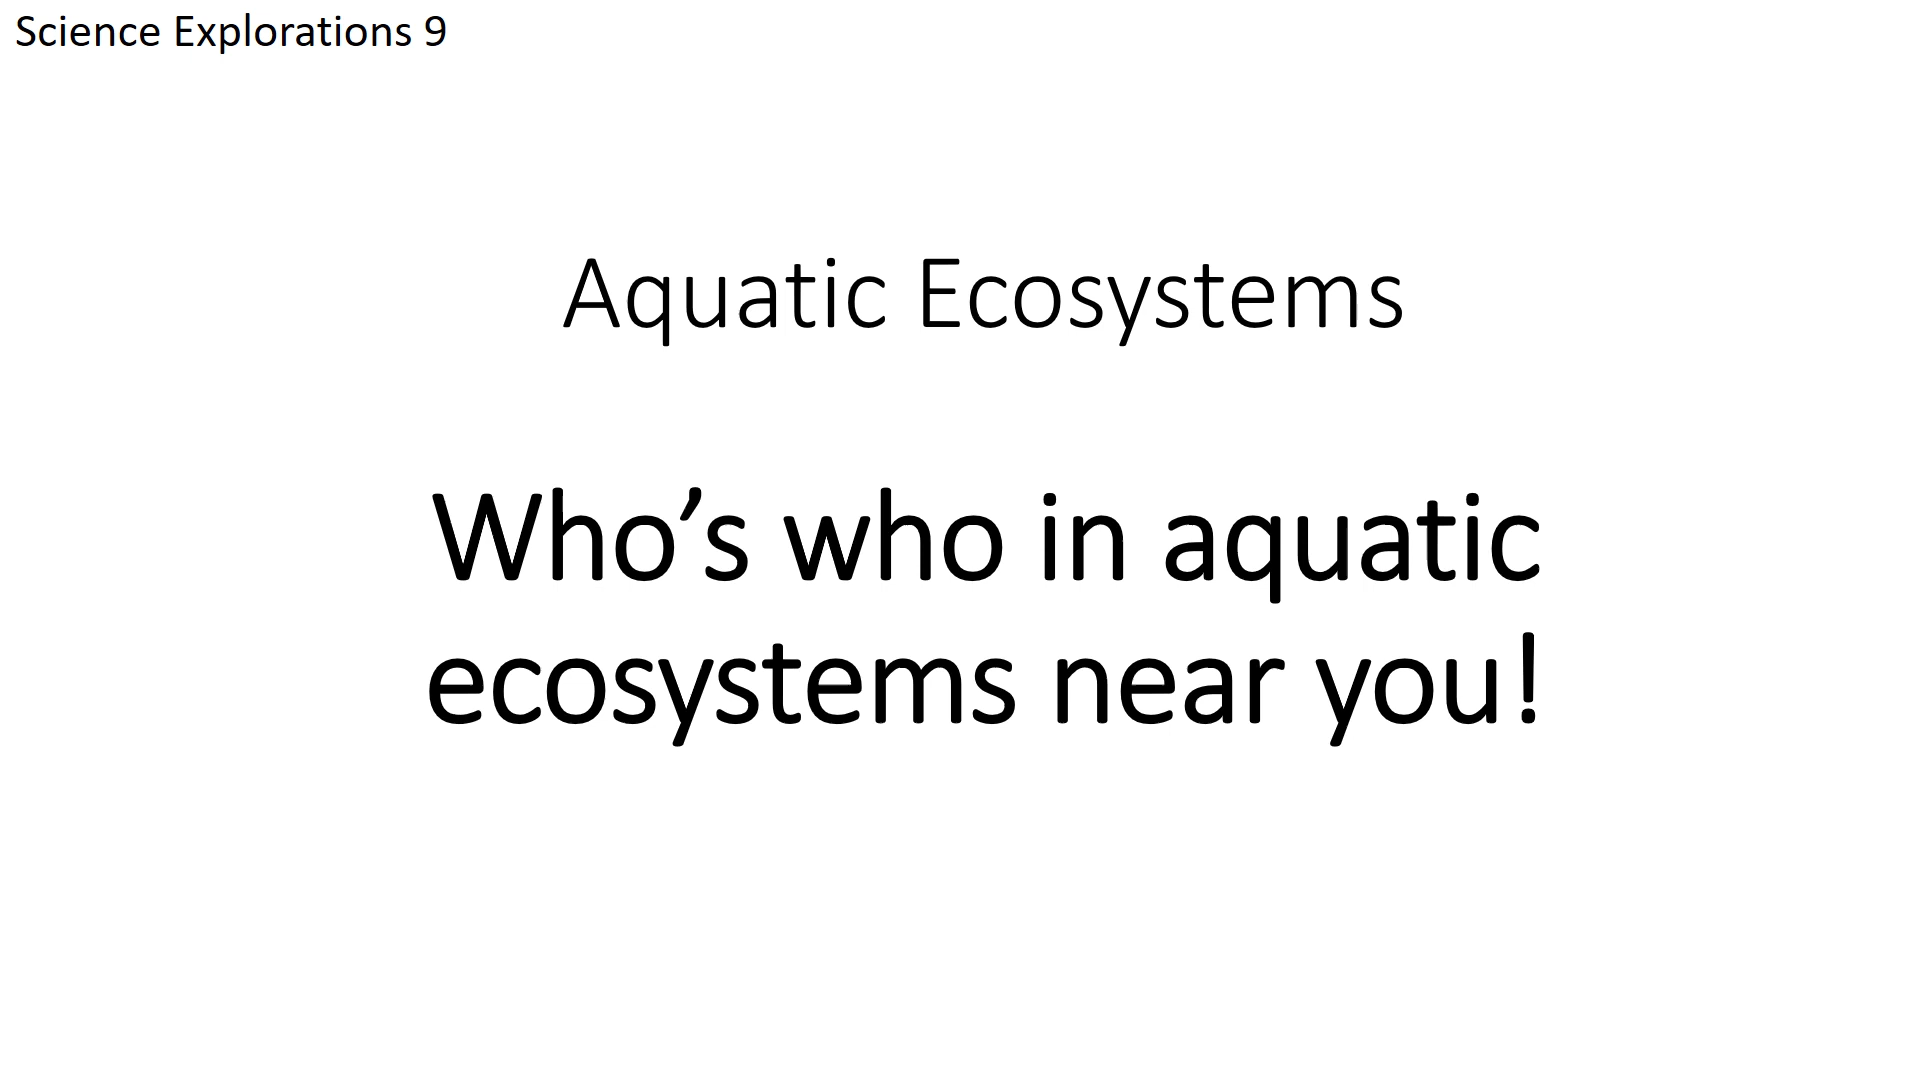 Science Explorations 9
Aquatic Ecosystems
Who’s who in aquatic
ecosystems near you!